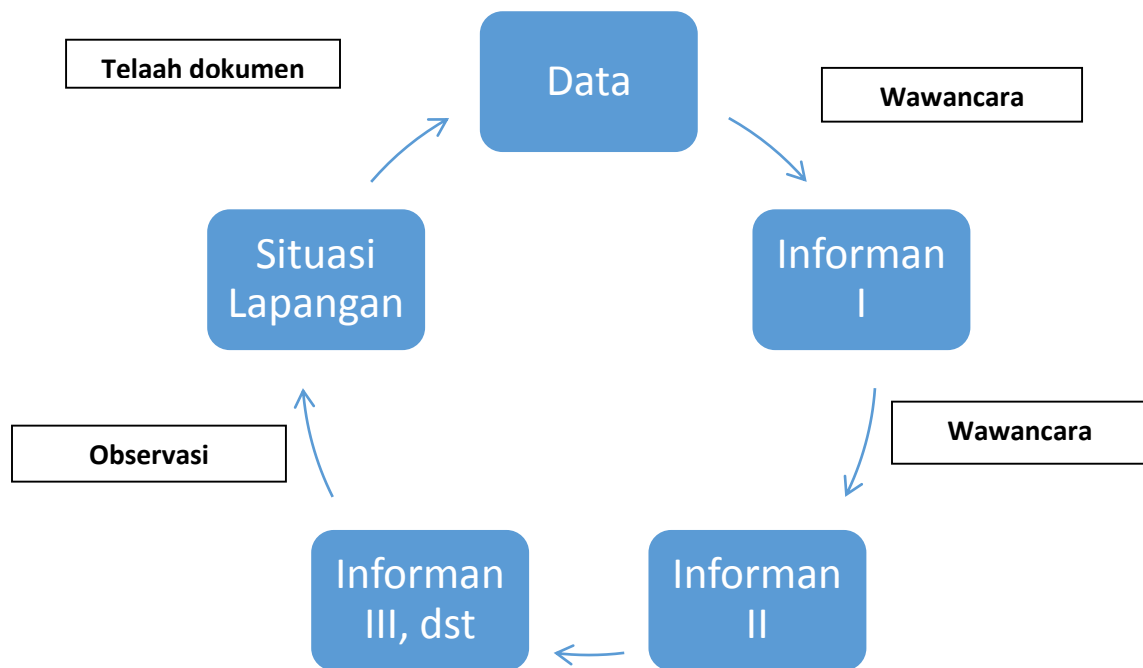 Data
Telaah dokumen
Wawancara
Situasi
Lapangan
Informan
I
Observasi
Wawancara
Informan
III, dst
Informan
II